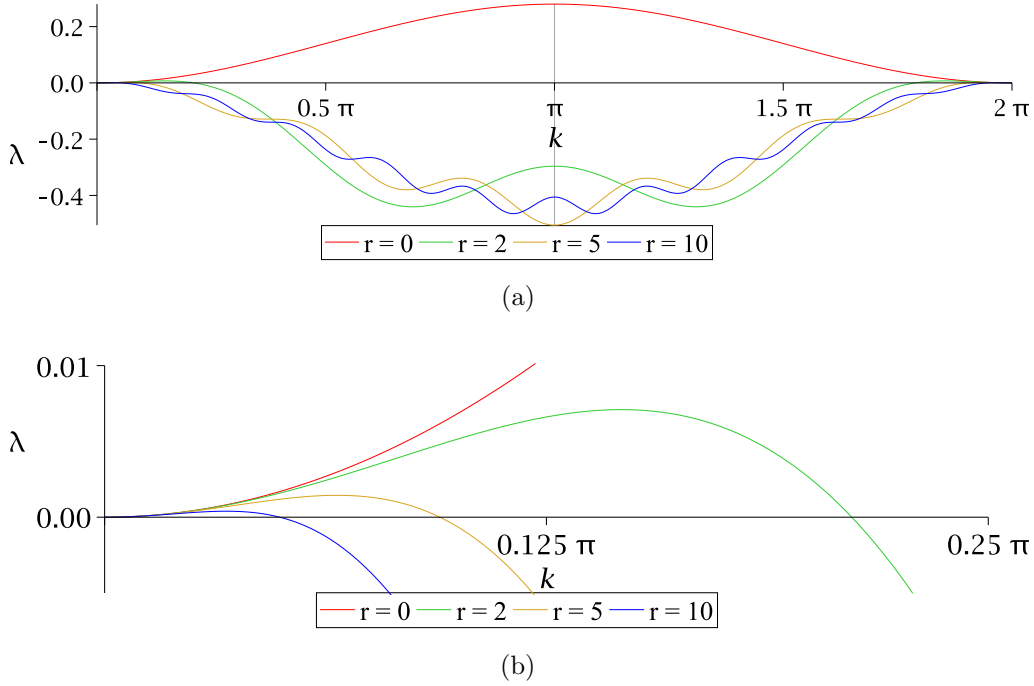 0.2
0.0
0.5 π π 1.5 π 2 π
k
-0.2
λ
-0.4
r = 0 r = 2 r = 5 r = 10
(a)
0.01
λ
0.00
0.125 π 0.25 π
k
r = 0 r = 2 r = 5 r = 10
(b)